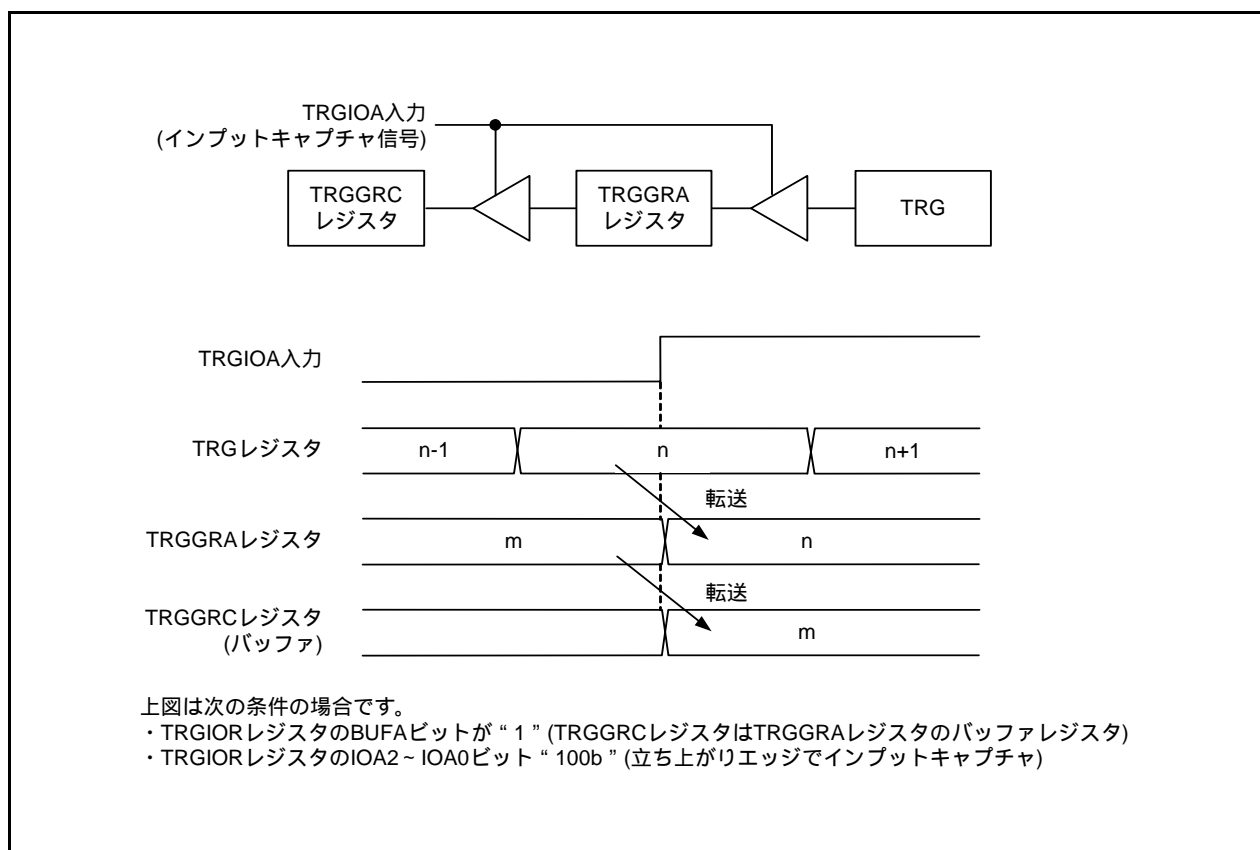 TRGIOA入力
(インプットキャプチャ信号)
TRGGRC
レジスタ
TRGGRA
レジスタ
TRG
TRGIOA入力
TRGレジスタ
n-1
n
n+1
転送
TRGGRAレジスタ
m
n
転送
TRGGRCレジスタ
(バッファ)
m
上図は次の条件の場合です。
・TRGIORレジスタのBUFAビットが“1”(TRGGRCレジスタはTRGGRAレジスタのバッファレジスタ)
・TRGIORレジスタのIOA2~IOA0ビット“100b”(立ち上がりエッジでインプットキャプチャ)